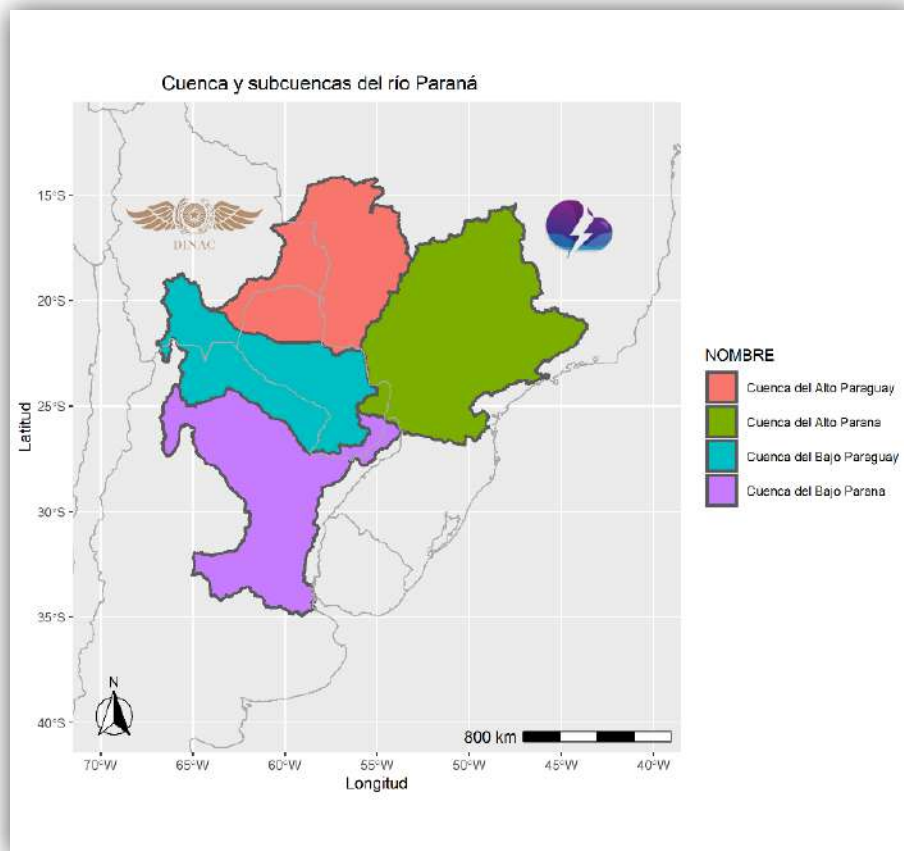 Cuenca y subcuencas del río Paraná
15°S
20°S
25°S
30°S
35°S
40°S
Latitud
DINAC
N
800 km
70°W
65°W
60°W
55°W
50°W
45°W
40°W
Longitud
NOMBRE
Cuenca del Alto Paraguay
Cuenca del Alto Parana
Cuenca del Bajo Paraguay
Cuenca del Bajo Parana